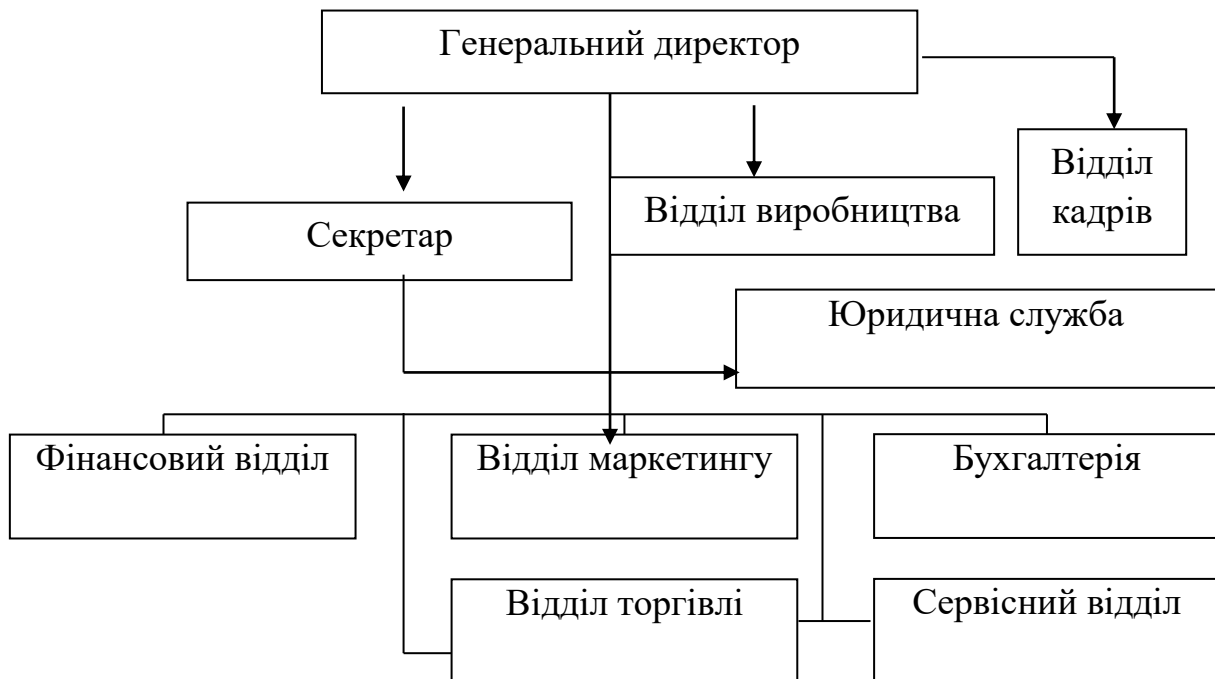 Генеральний директор
Відділ
кадрів
Відділ виробництва
Секретар
Юридична служба
Фінансовий відділ
Відділ маркетингу
Бухгалтерія
Відділ торгівлі
Сервісний відділ